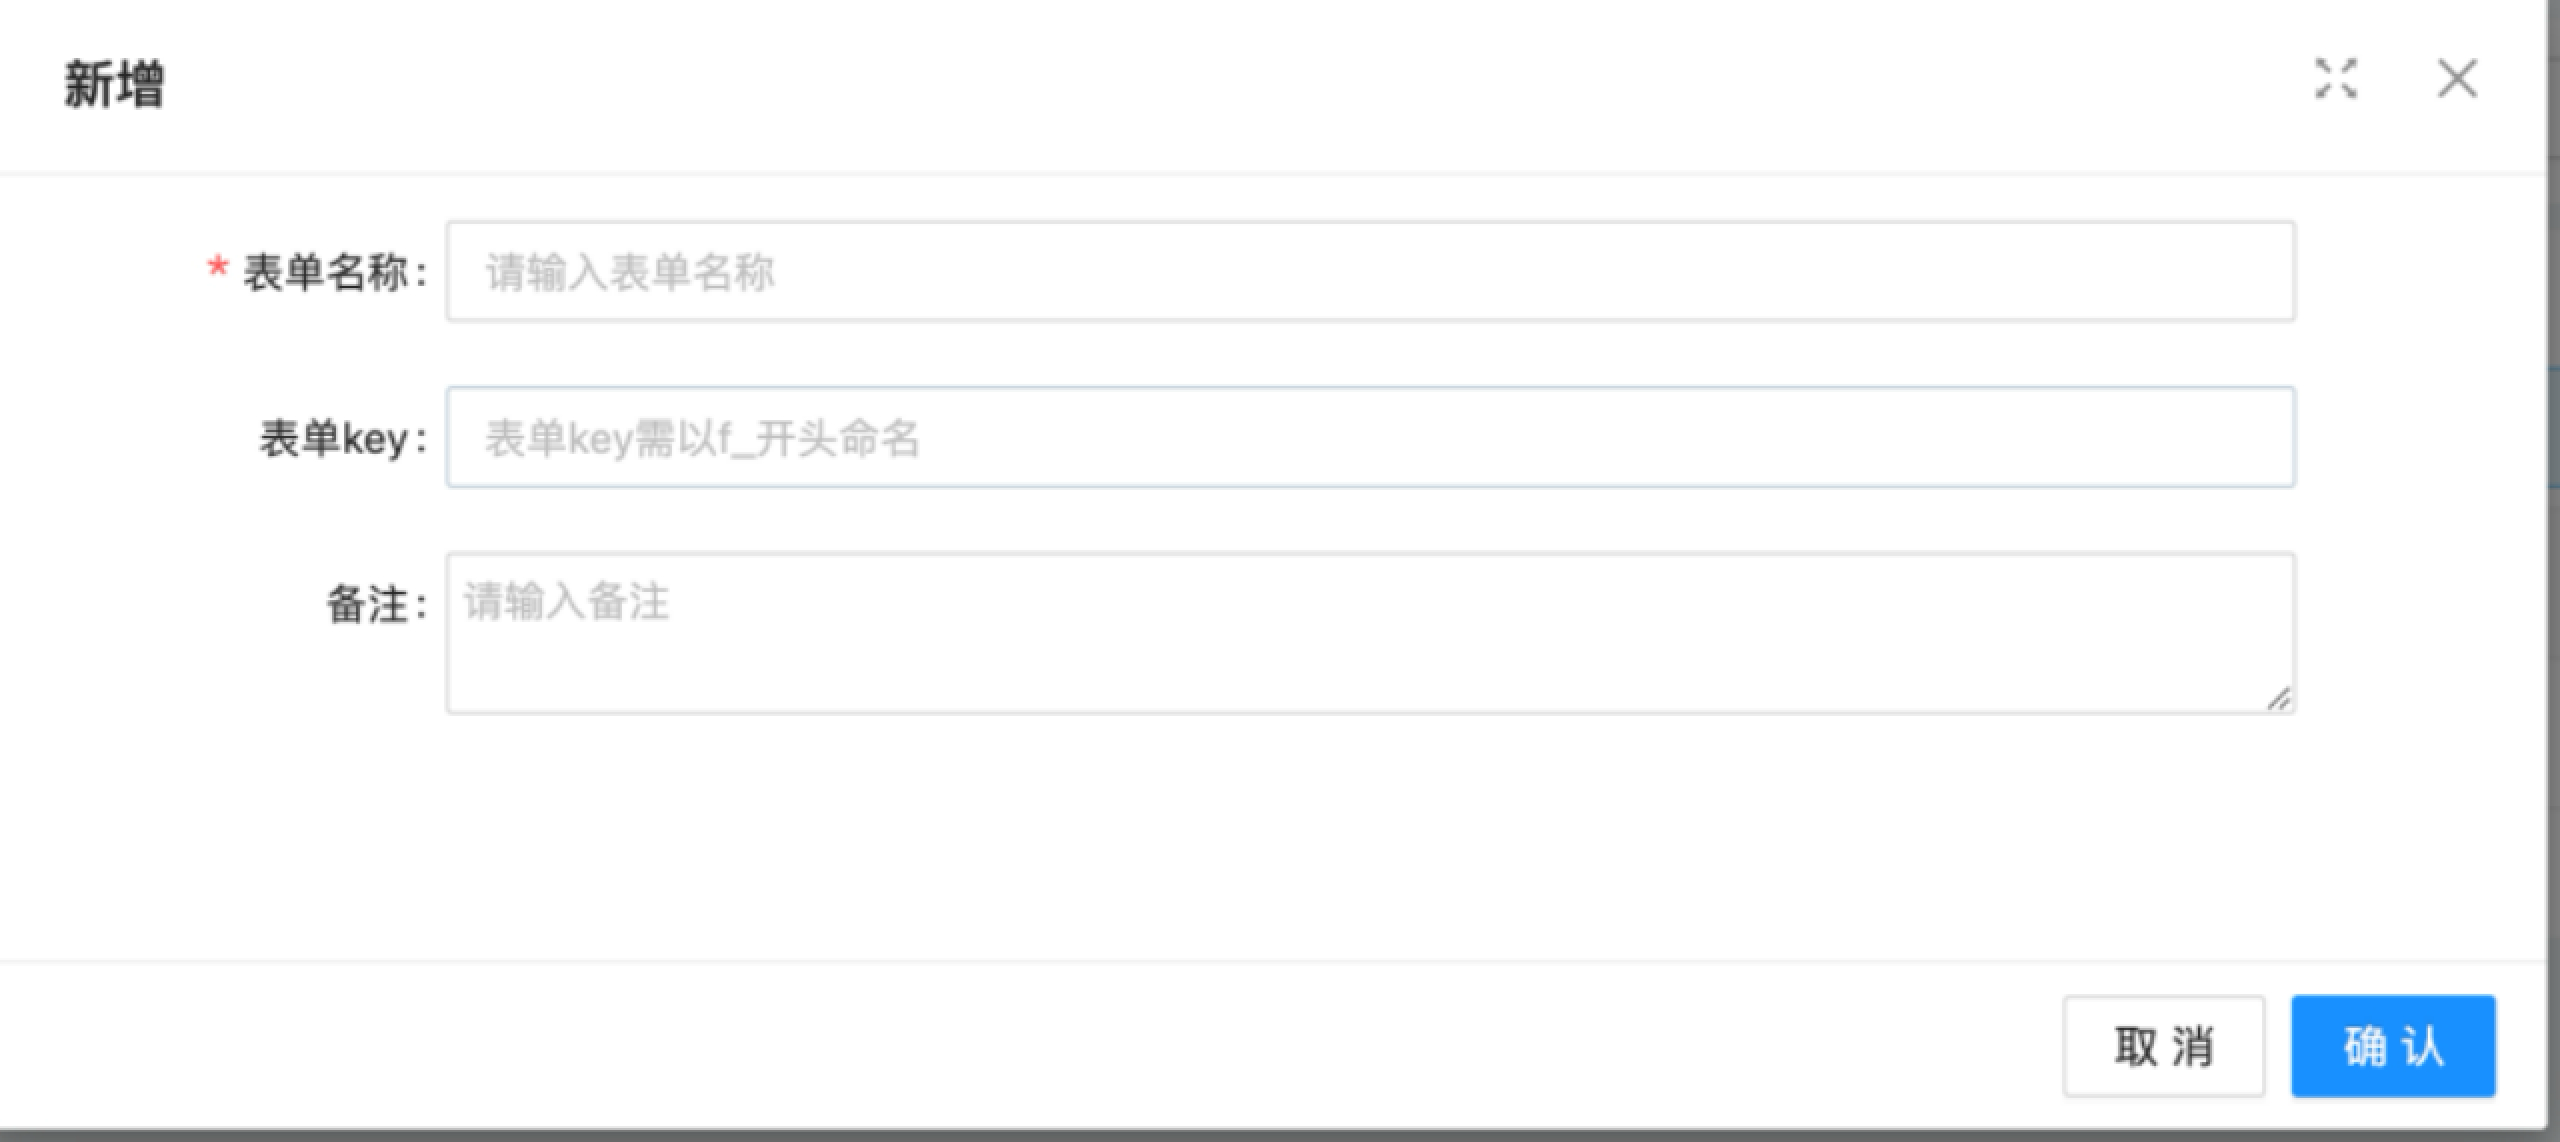 新增
* 表单名称: 请输入表单名称
表单key: 表单key需以f_开头命名
备注: 请输入备注
取 消 确 认